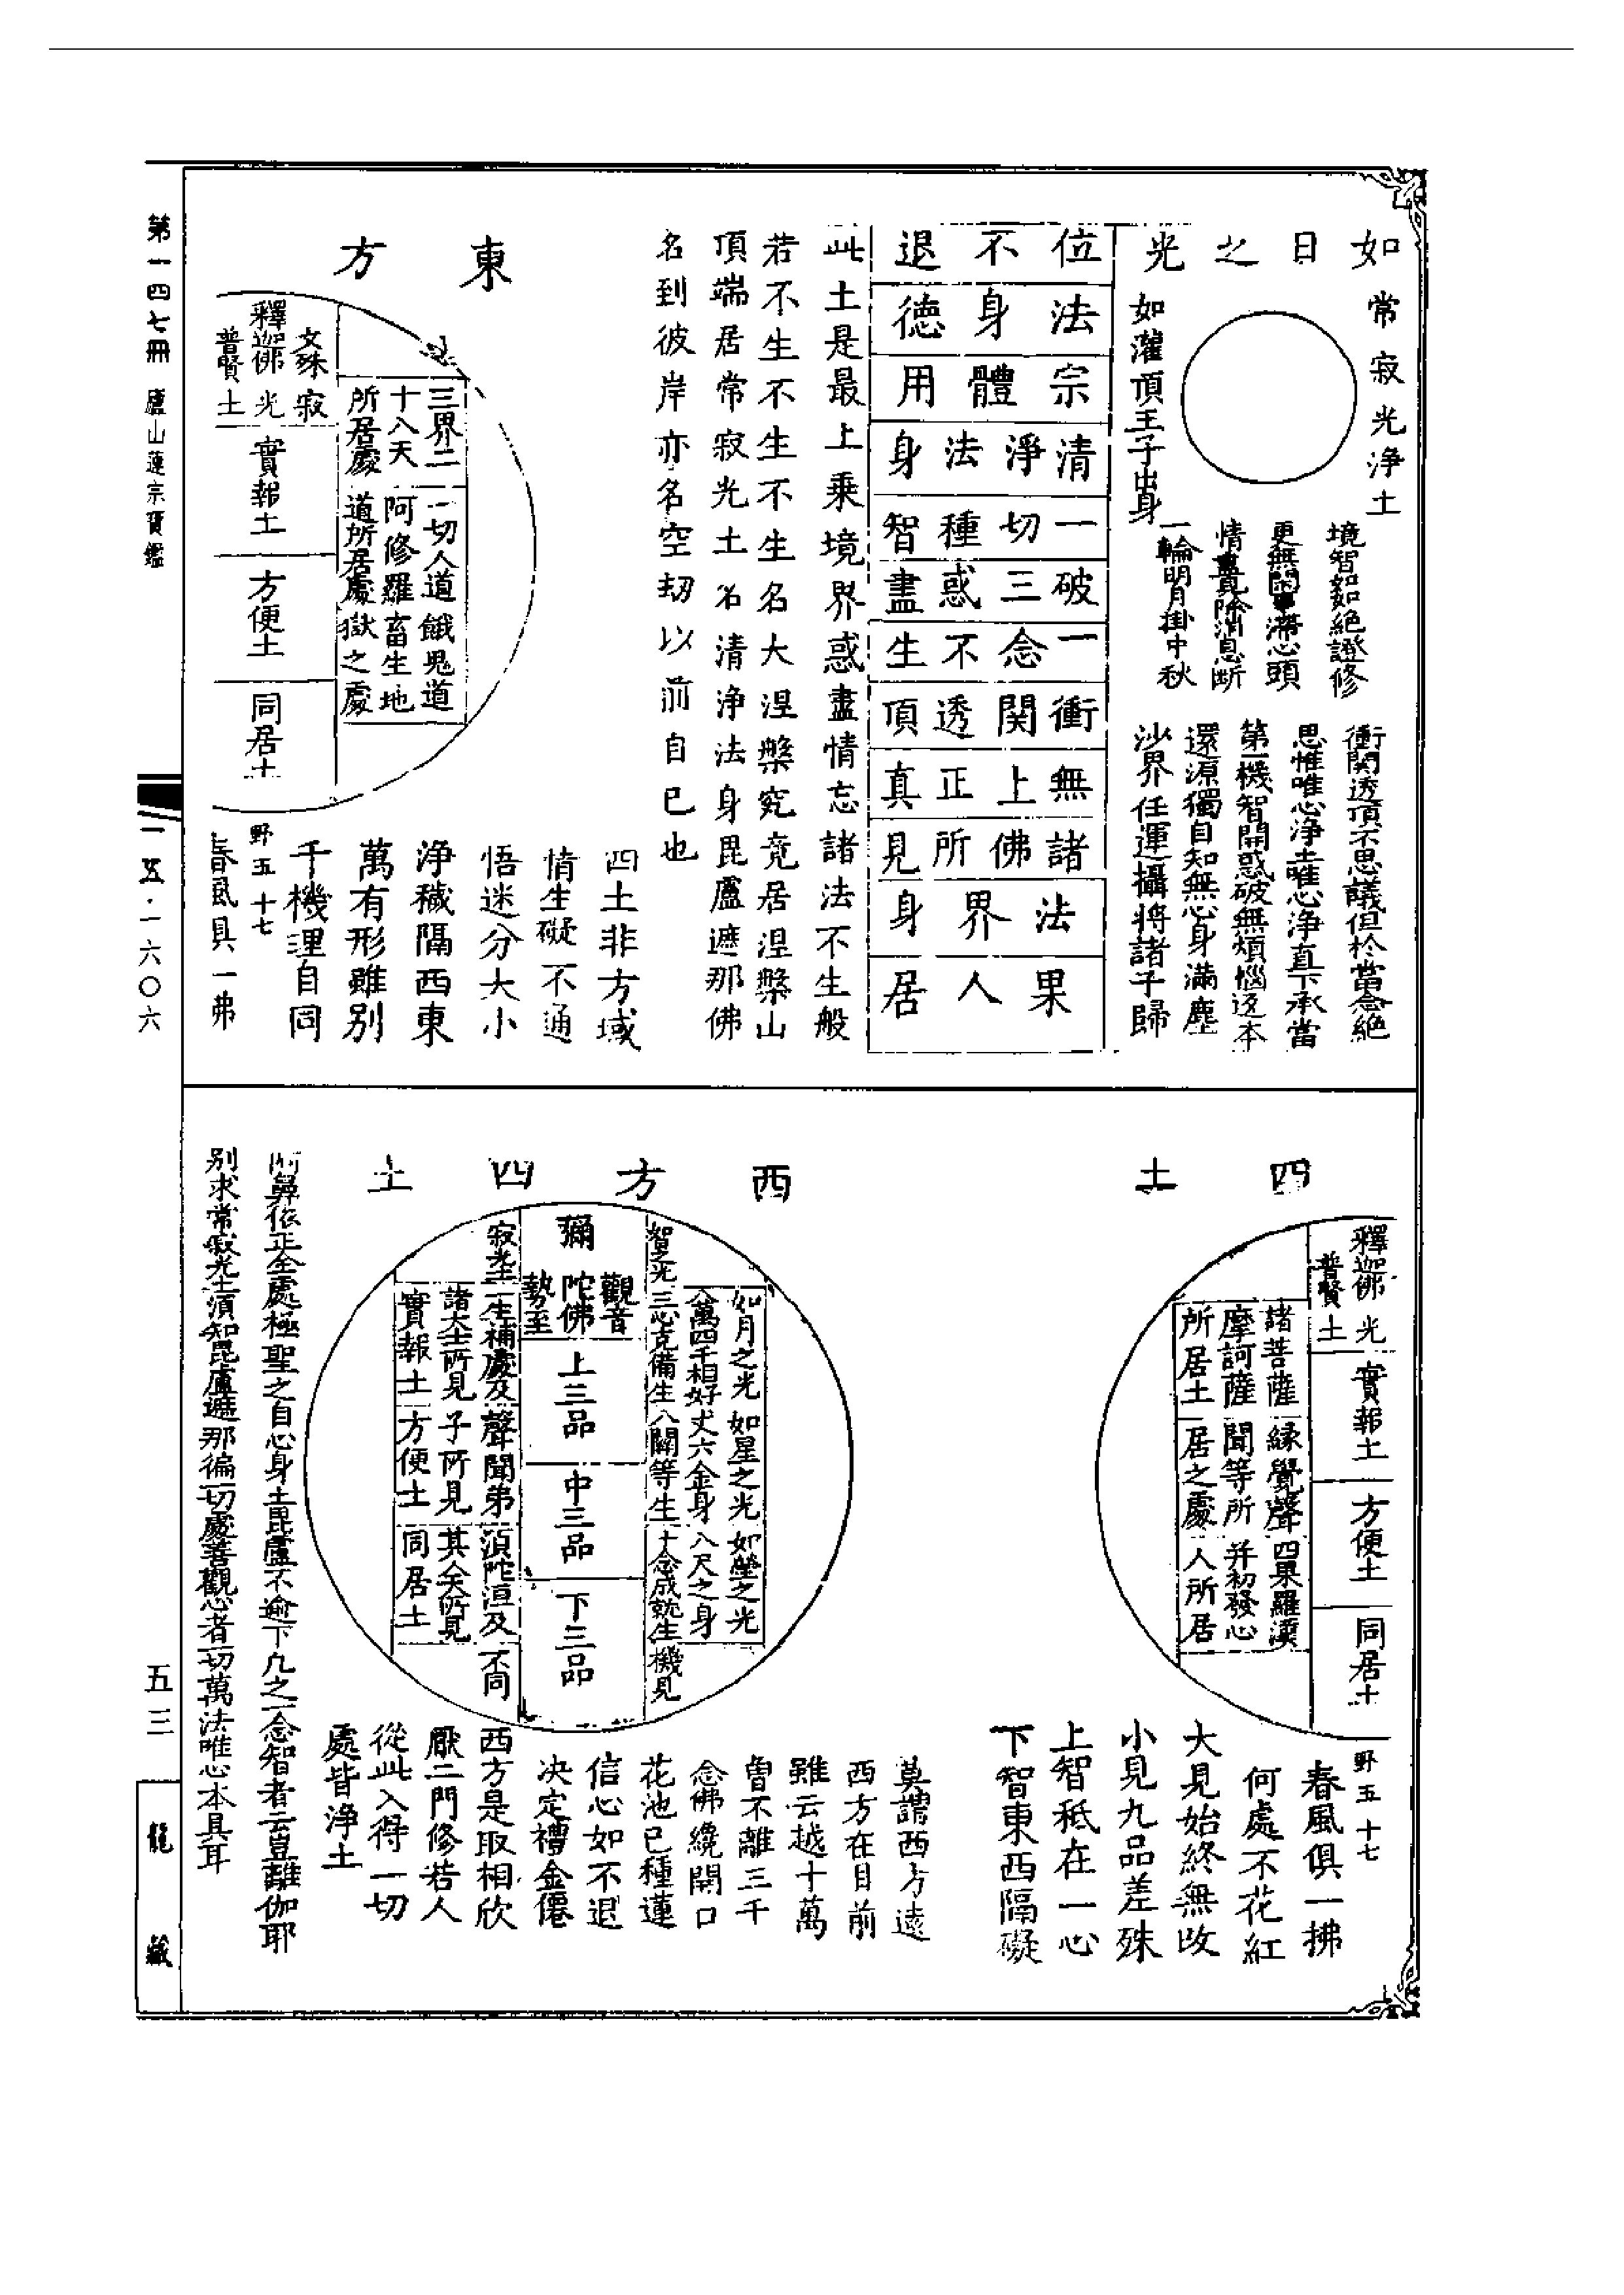 如日之光
常寂光淨土
如灌頂王子出身
境智如如絕證修
更無閑事滯心頭
情盡見除消息斷
一輪明月掛中秋
衝関透頂不思議但於當念絕
思惟唯心淨土唯心淨直下承當
第一機智開惑破無煩惱返本
還源獨自知無心身滿塵
沙界任運攝將諸子歸
位不退
法身德
宗體用
清淨法身
一切種智
破三惑盡
一念不生
衝関透頂
無上正真
諸佛所見
法界身
果人居
此土是最上乘境界惑盡情忘諸法不生般
若不生不生不生名大涅槃究竟居涅槃山
頂端居常寂光土名清淨法身毘盧遮那佛
名到彼岸亦名空劫以前自己也
東方
三界二
十八天
所居處
一切人道餓鬼道
阿修羅畜生地
道所居處獄之處
文殊
釋迦佛
普賢
寂
光
土
實報土
方便土
同居土
四土非方域
情生礙不通
悟迷分大小
淨穢隔西東
萬有形雖別
千機理自同
野五 十七
春風俱一拂
四土
釋迦佛
普賢
光
土
實報土
方便土
同居土
諸菩薩
摩訶薩
所居土
緣覺聲
聞等所
居之處
四果羅漢
并初發心
人所居
野五 十七
春風俱一拂
何處不花紅
大見始終無改
小見九品差殊
上智秪在一心
下智東西隔礙
西方四土
如月之光
八萬四千相好
三心克備生
如星之光
丈六金身
八關等生
如螢之光
八尺之身
十念成就生
智之光
機見
觀音
彌陀佛
勢至
上三品
中三品
下三品
寂光土
一生補處及
諸大士所見
實報土
聲聞弟
子所見
方便土
須陀洹及
其人天所見
同居土
不同
莫謂西方遠
西方在目前
雖云越十萬
曾不離三千
念佛纔開口
花池已種蓮
信心如不退
決定禮金僊
西方是取相欣
厭二門修若人
從此入得一切
處皆淨土
阿鼻依正全處極聖之自心身土毘盧不逾下凡之一念智者云豈離伽耶
別求常寂光土須知毘盧遮那徧一切處善觀心者一切萬法唯心本具耳
第一四七冊 廬山蓮宗寶鑑
一五·一六〇六
五三
龍藏